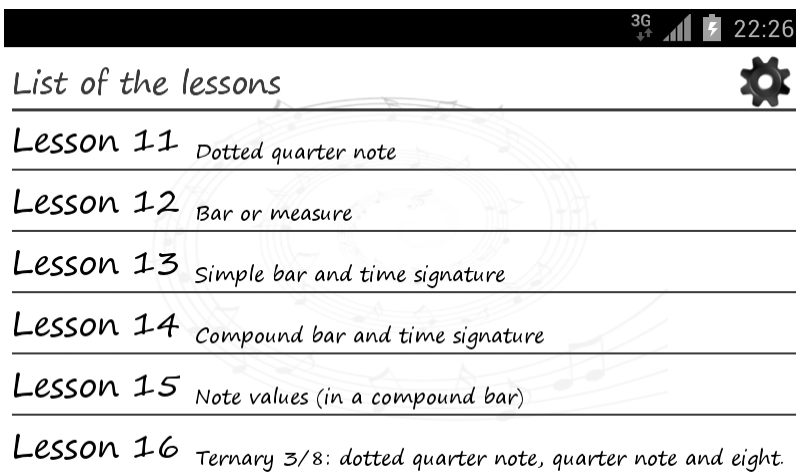 3G 22:26
List of the lessons
Lesson 11 Dotted quarter note
Lesson 12 Bar or measure
Lesson 13 Simple bar and time signature
Lesson 14 Compound bar and time signature
Lesson 15 Note values (in a compound bar)
Lesson 16 Ternary 3/8: dotted quarter note, quarter note and eight.